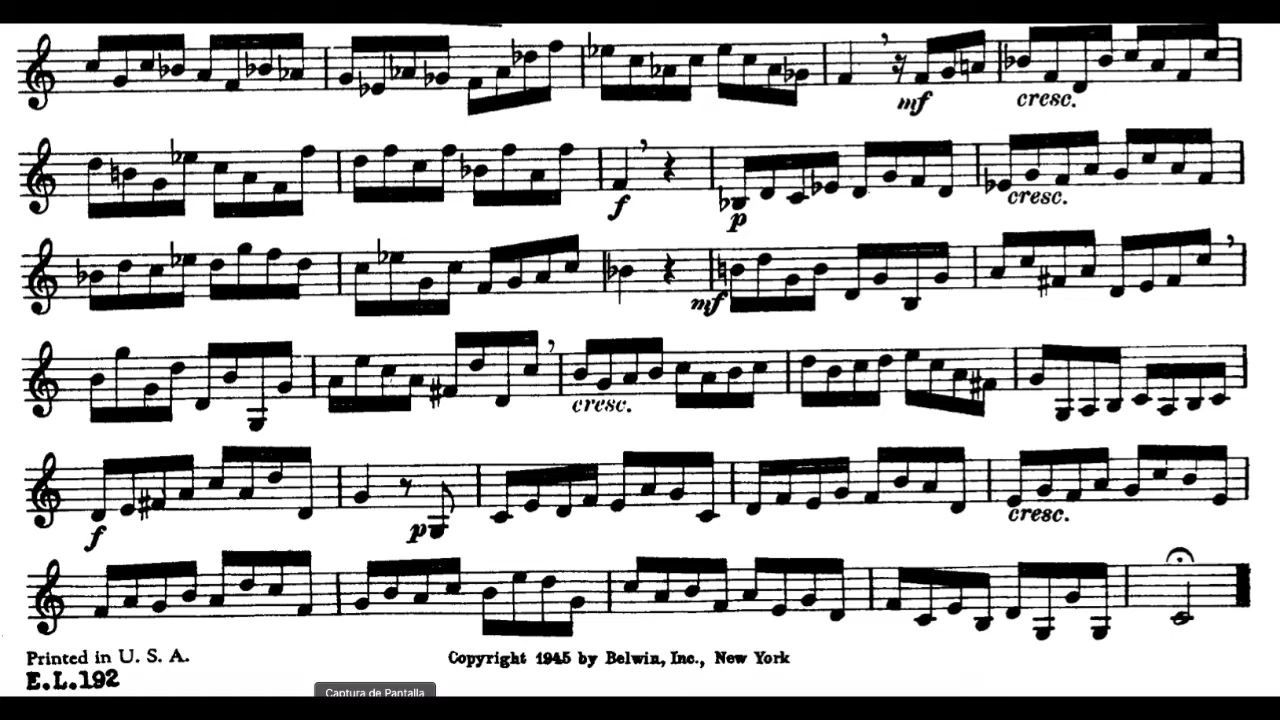 mf cresc.
f p cresc.
mf
cresc.
f p cresc.
Printed in U. S. A. Copyright 1945 by Belwin, Inc., New York
E.L.192
Captura de Pantalla